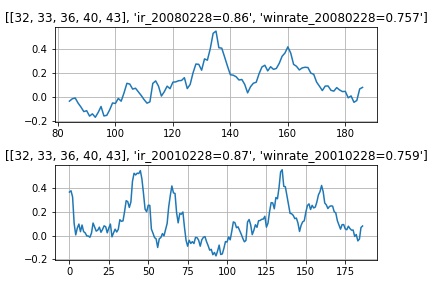 [[32, 33, 36, 40, 43], 'ir_20080228=0.86', 'winrate_20080228=0.757']
0.4
0.2
0.0
−0.2
80 100 120 140 160 180
[[32, 33, 36, 40, 43], 'ir_20010228=0.87', 'winrate_20010228=0.759']
0.4
0.2
0.0
−0.2
0 25 50 75 100 125 150 175